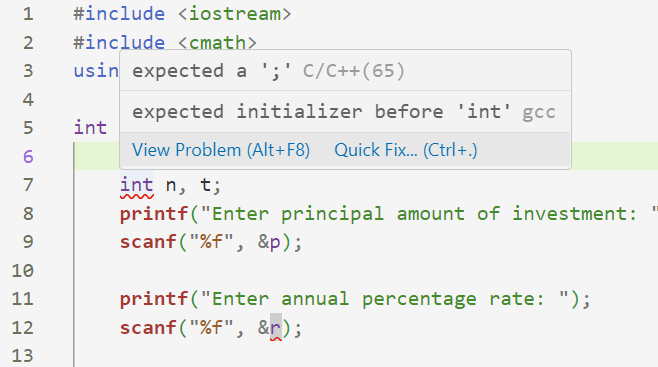 1 #include <iostream>
2 #include <cmath>
3 usin
expected a ';' C/C++(65)
4
expected initializer before 'int' gcc
5 int
View Problem (Alt+F8) Quick Fix... (Ctrl+.)
6
7 int n, t;
8 printf("Enter principal amount of investment: "
9 scanf("%f", &p);
10
11 printf("Enter annual percentage rate: ");
12 scanf("%f", &r);
13